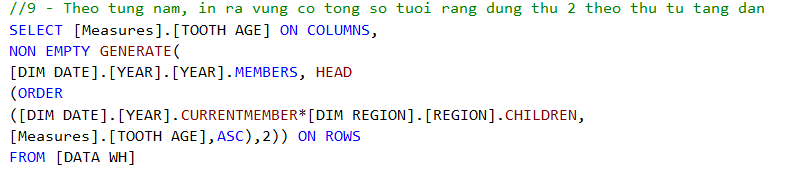 //9 - Theo tung nam, in ra vung co tong so tuoi rang dung thu 2 theo thu tu tang dan
SELECT [Measures].[TOOTH AGE] ON COLUMNS,
NON EMPTY GENERATE(
[DIM DATE].[YEAR].[YEAR].MEMBERS, HEAD
(ORDER
([DIM DATE].[YEAR].CURRENTMEMBER*[DIM REGION].[REGION].CHILDREN,
[Measures].[TOOTH AGE],ASC),2)) ON ROWS
FROM [DATA WH]